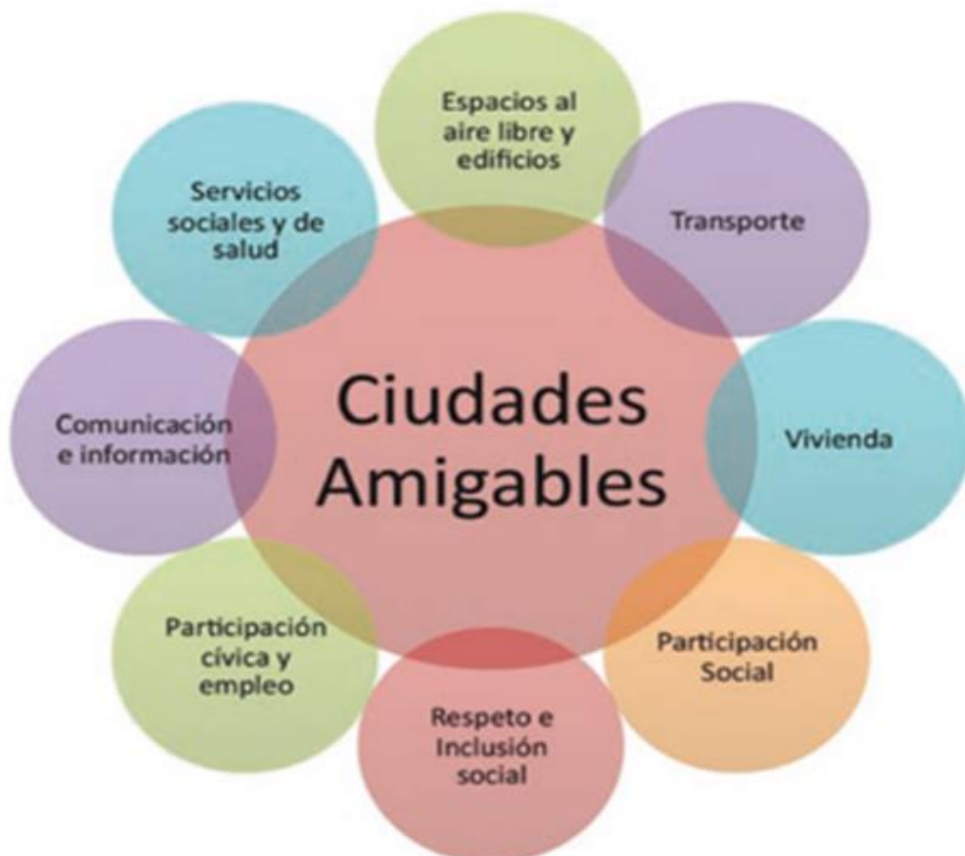 Espacios al
aire libre y
edificios
Transporte
Vivienda
Participación
Social
Respeto e
Inclusión
social
Participación
cívica y
empleo
Comunicación
e información
Servicios
sociales y de
salud
Ciudades
Amigables